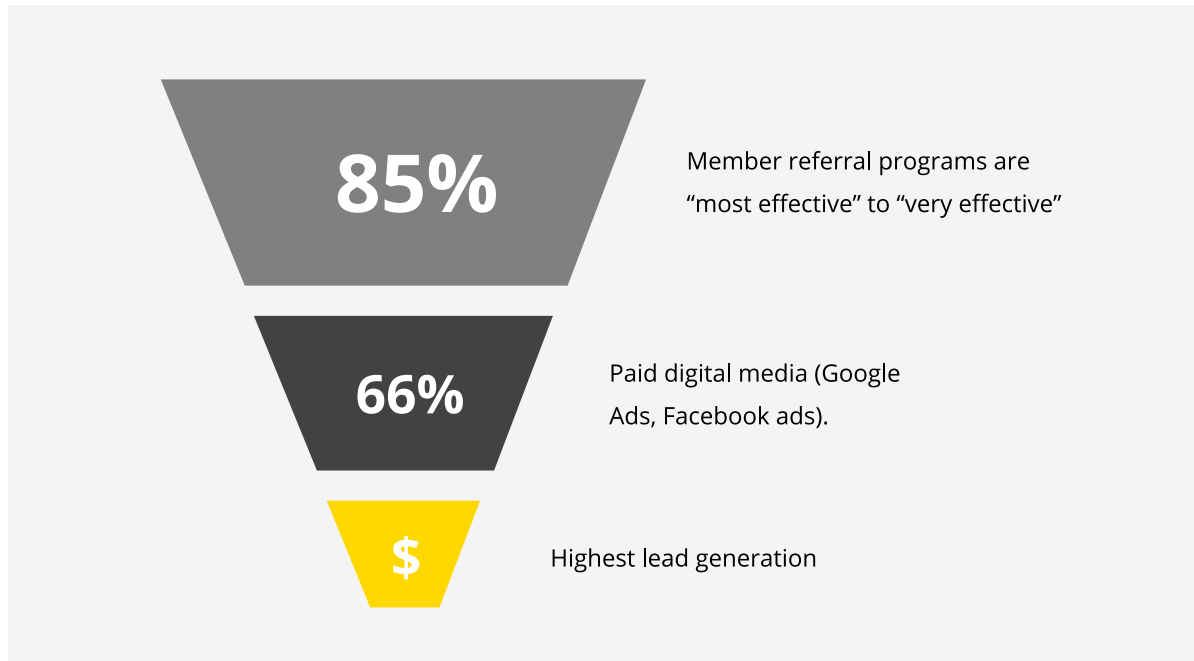 85%
Member referral programs are
“most effective” to “very effective”
66%
Paid digital media (Google
Ads, Facebook ads).
$
Highest lead generation